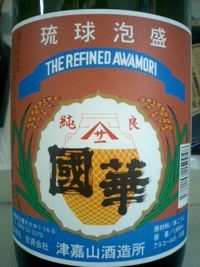 琉球泡盛
THE REFINED AWAMORI
純 良
サ
國華
合資会社 津嘉山酒造所